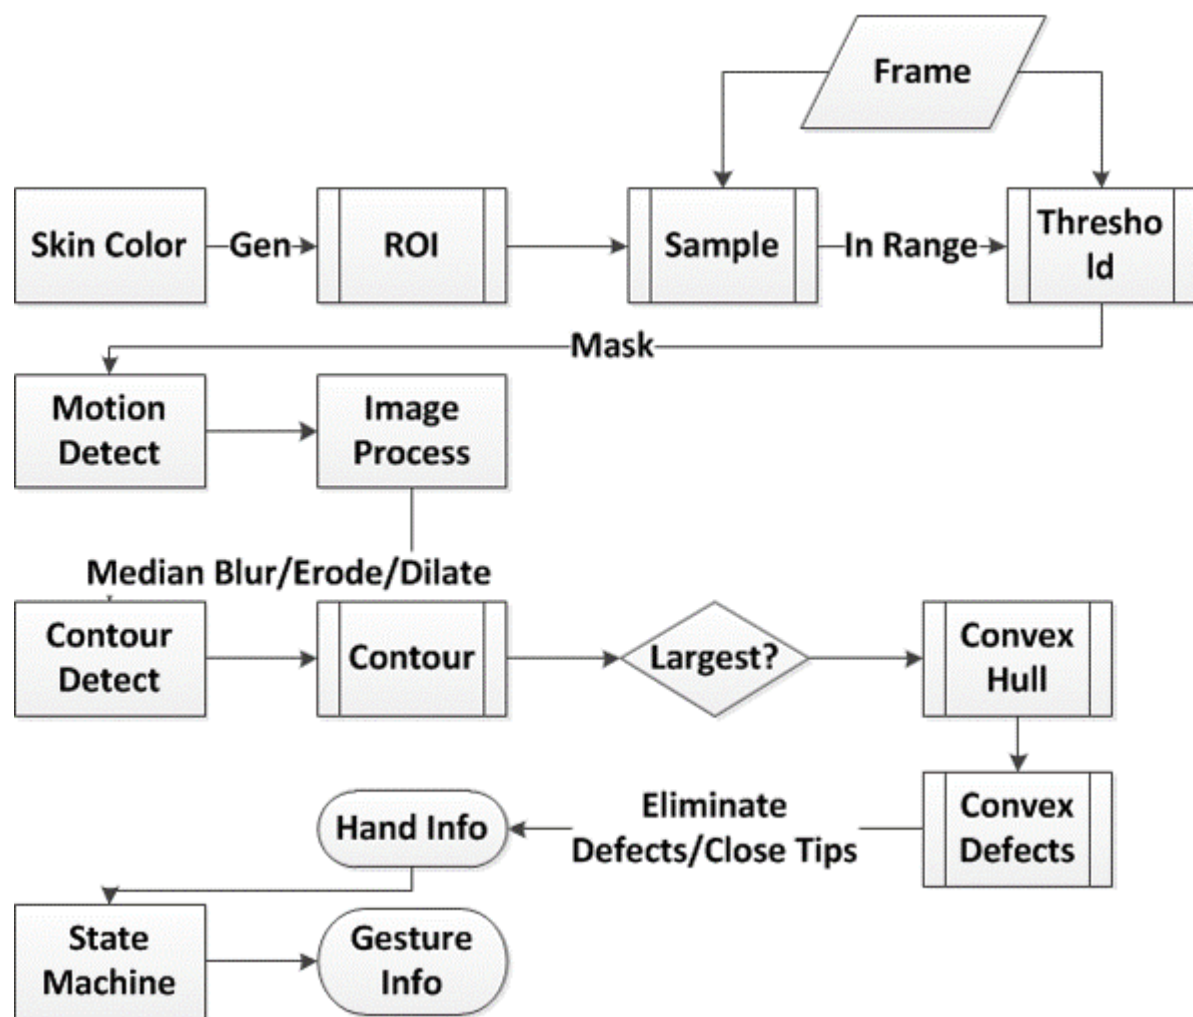 Frame
Skin Color
Gen
ROI
Sample
In Range
Thresho
ld
Mask
Motion
Detect
Image
Process
Median Blur/Erode/Dilate
Contour
Detect
Contour
Largest?
Convex
Hull
Convex
Defects
Eliminate
Defects/Close Tips
Hand Info
State
Machine
Gesture
Info